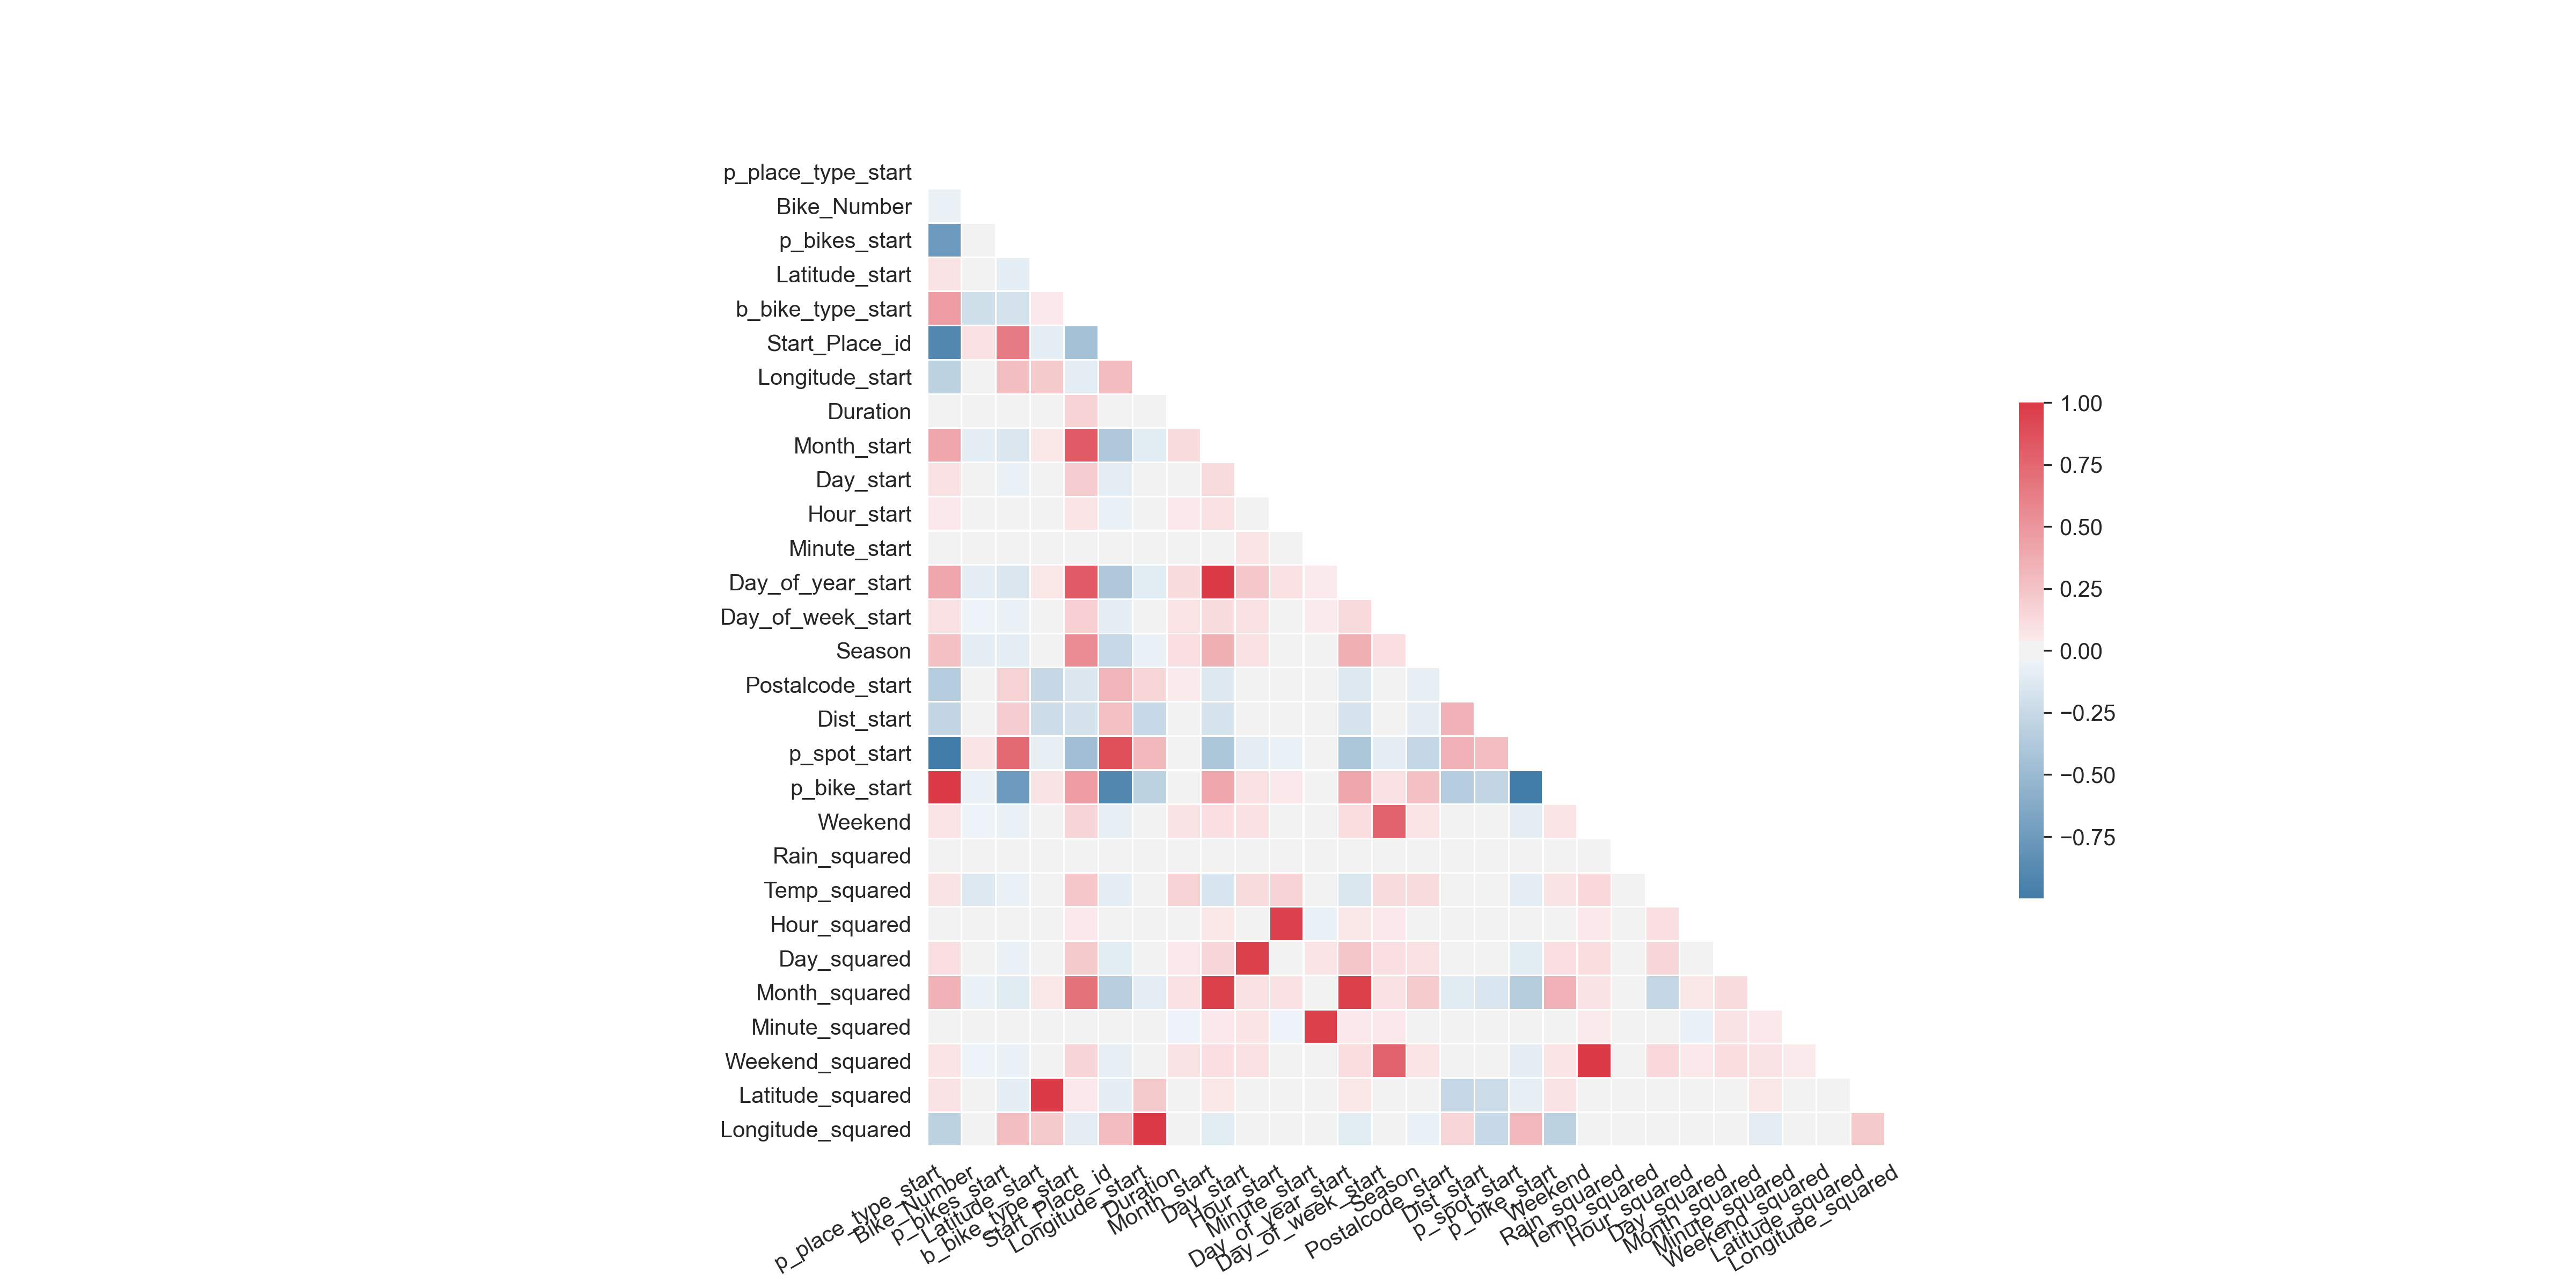 p_place_type_start
Bike_Number
p_bikes_start
Latitude_start
b_bike_type_start
Start_Place_id
Longitude_start
Duration
Month_start
Day_start
Hour_start
Minute_start
Day_of_year_start
Day_of_week_start
Season
Postalcode_start
Dist_start
p_spot_start
p_bike_start
Weekend
Rain_squared
Temp_squared
Hour_squared
Day_squared
Month_squared
Minute_squared
Weekend_squared
Latitude_squared
Longitude_squared
p_place_type_start
Bike_Number
p_bikes_start
Latitude_start
b_bike_type_start
Start_Place_id
Longitude_start
Duration
Month_start
Day_start
Hour_start
Minute_start
Day_of_year_start
Day_of_week_start
Season
Postalcode_start
Dist_start
p_spot_start
p_bike_start
Weekend
Rain_squared
Temp_squared
Hour_squared
Day_squared
Month_squared
Minute_squared
Weekend_squared
Latitude_squared
Longitude_squared
1.00
0.75
0.50
0.25
0.00
−0.25
−0.50
−0.75